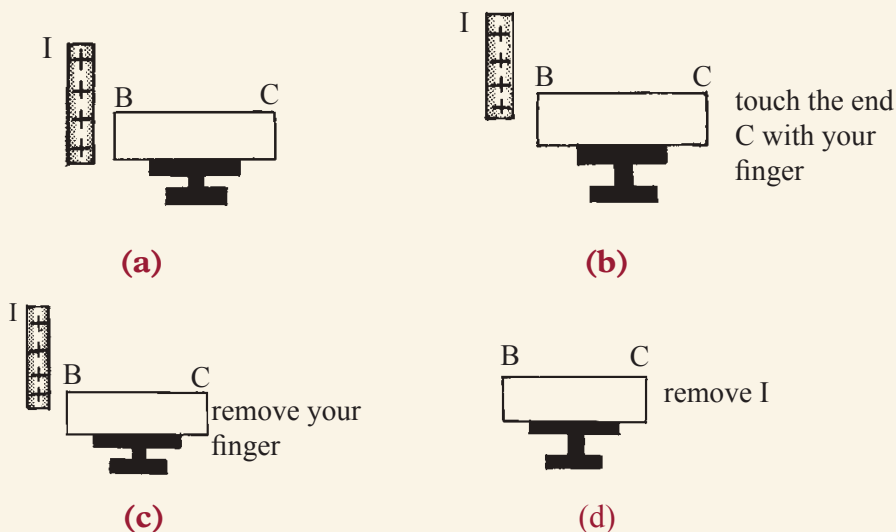 I
B C
(a)
I
B C
touch the end
C with your
finger
(b)
I
B C
remove your
finger
(c)
B C
remove I
(d)